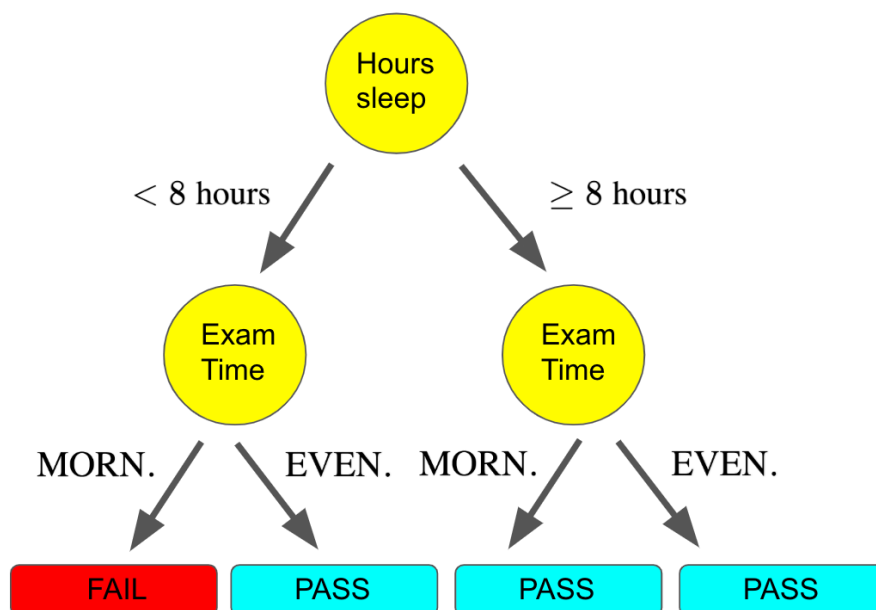 Hours
sleep
< 8 hours
≥ 8 hours
Exam
Time
Exam
Time
MORN.
EVEN.
MORN.
EVEN.
FAIL
PASS
PASS
PASS